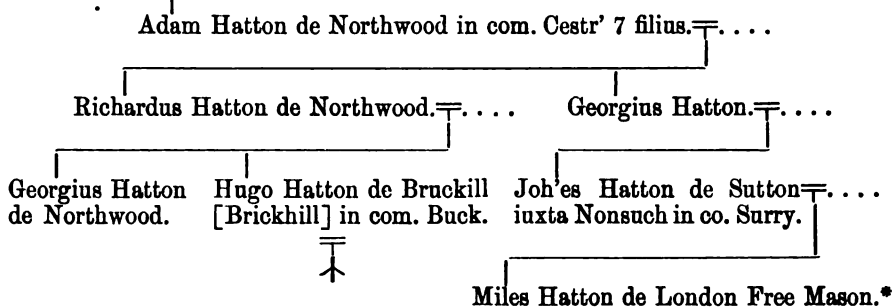 Adam Hatton de Northwood in com. Cestr' 7 filius.╤....
Richardus Hatton de Northwood.╤.... Georgius Hatton.╤....
Georgius Hatton
de Northwood.
Hugo Hatton de Bruckill
[Brickhill] in com. Buck.
Joh'es Hatton de Sutton╤....
iuxta Nonsuch in co. Surry.
Miles Hatton de London Free Mason.*